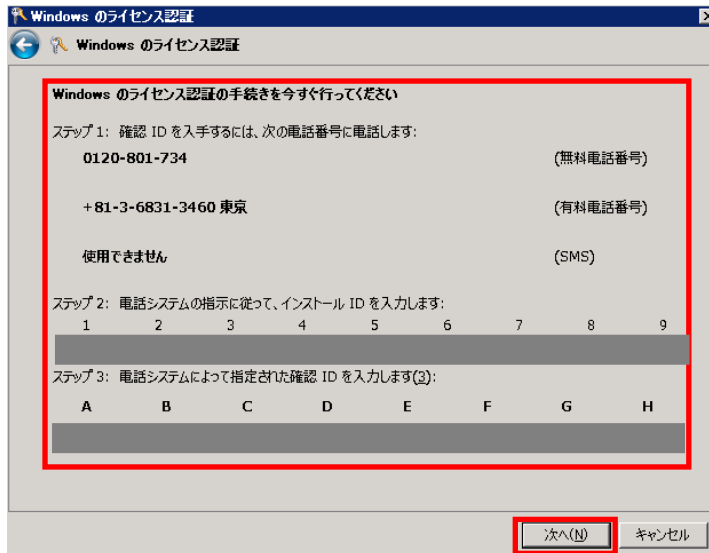 Windows のライセンス認証
Windows のライセンス認証
Windows のライセンス認証の手続きを今すぐ行ってください
ステップ 1: 確認 ID を入手するには、次の電話番号に電話します:
0120-801-734 (無料電話番号)
+81-3-6831-3460 東京 (有料電話番号)
使用できません (SMS)
ステップ 2: 電話システムの指示に従って、インストール ID を入力します:
1 2 3 4 5 6 7 8 9
ステップ 3: 電話システムによって指定された確認 ID を入力します(3):
A B C D E F G H
次へ(N) キャンセル